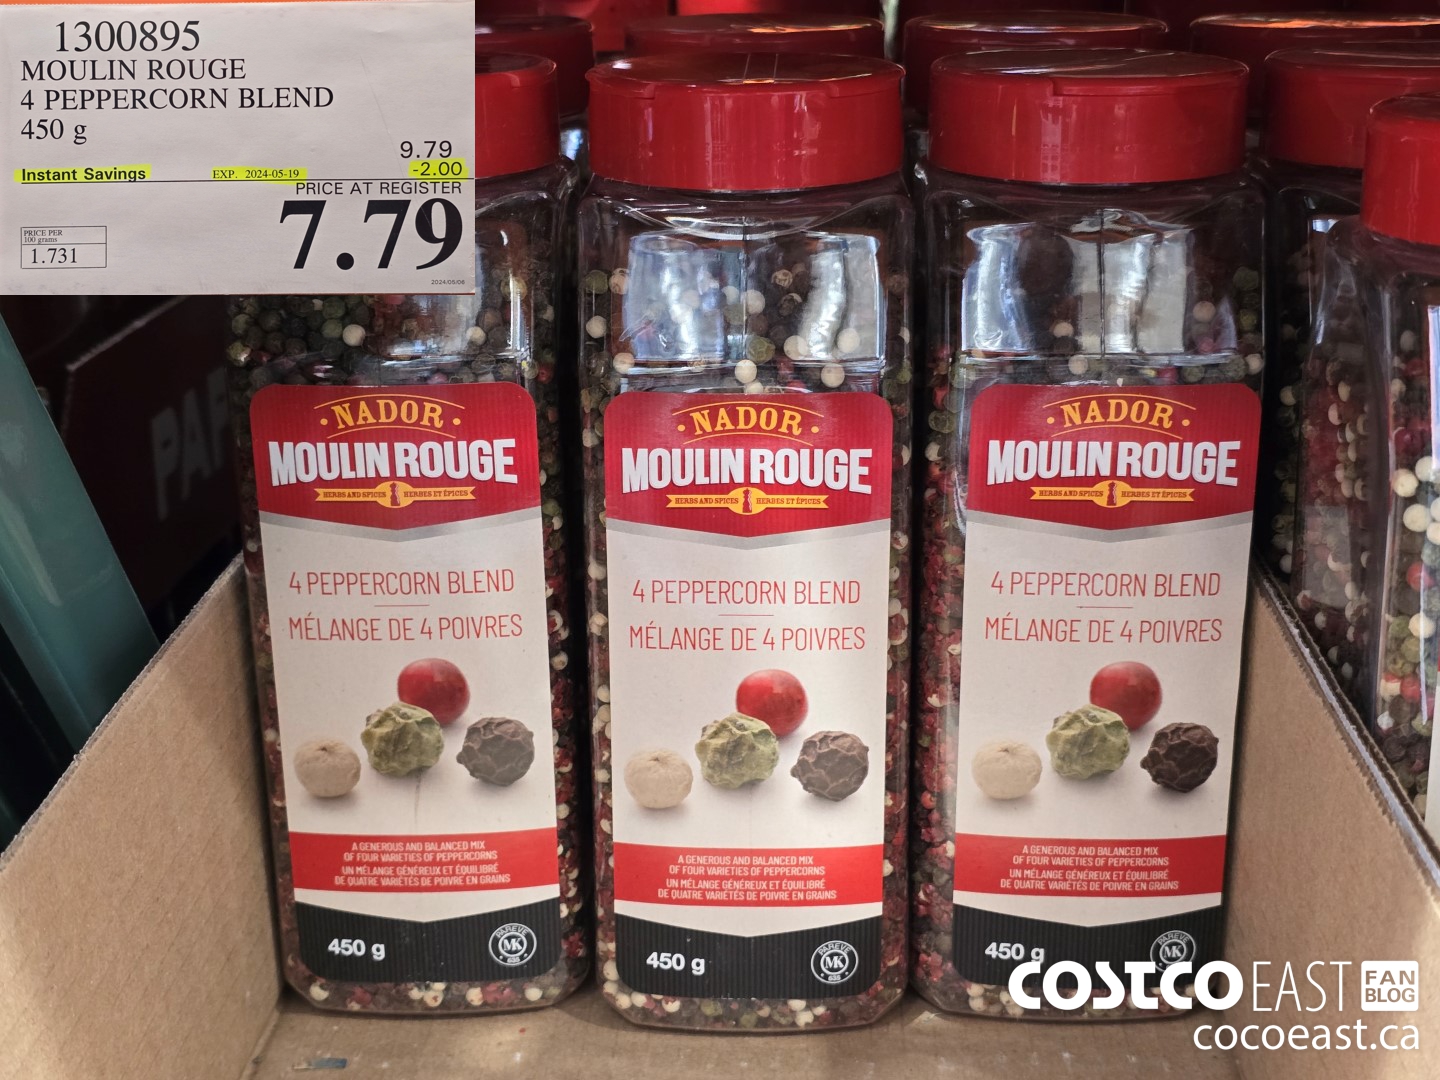 1300895
MOULIN ROUGE
4 PEPPERCORN BLEND
450 g
9.79
Instant Savings EXP. 2024-05-19 -2.00
PRICE AT REGISTER
7.79
PRICE PER
100 grams
1.731
2024/05/06
PAP
NADOR
MOULIN ROUGE
HERBS AND SPICES HERBES ET ÉPICES
4 PEPPERCORN BLEND
MÉLANGE DE 4 POIVRES
A GENEROUS AND BALANCED MIX
OF FOUR VARIETIES OF PEPPERCORNS
UN MÉLANGE GÉNÉREUX ET ÉQUILIBRÉ
DE QUATRE VARIÉTÉS DE POIVRE EN GRAINS
450 g
PAREVE
MK
635
NADOR
MOULIN ROUGE
HERBS AND SPICES HERBES ET ÉPICES
4 PEPPERCORN BLEND
MÉLANGE DE 4 POIVRES
A GENEROUS AND BALANCED MIX
OF FOUR VARIETIES OF PEPPERCORNS
UN MÉLANGE GÉNÉREUX ET ÉQUILIBRÉ
DE QUATRE VARIÉTÉS DE POIVRE EN GRAINS
450 g
PAREVE
MK
635
NADOR
MOULIN ROUGE
HERBS AND SPICES HERBES ET ÉPICES
4 PEPPERCORN BLEND
MÉLANGE DE 4 POIVRES
A GENEROUS AND BALANCED MIX
OF FOUR VARIETIES OF PEPPERCORNS
UN MÉLANGE GÉNÉREUX ET ÉQUILIBRÉ
DE QUATRE VARIÉTÉS DE POIVRE EN GRAINS
450 g
PAREVE
MK
COSTCO EAST FAN BLOG
cocoeast.ca